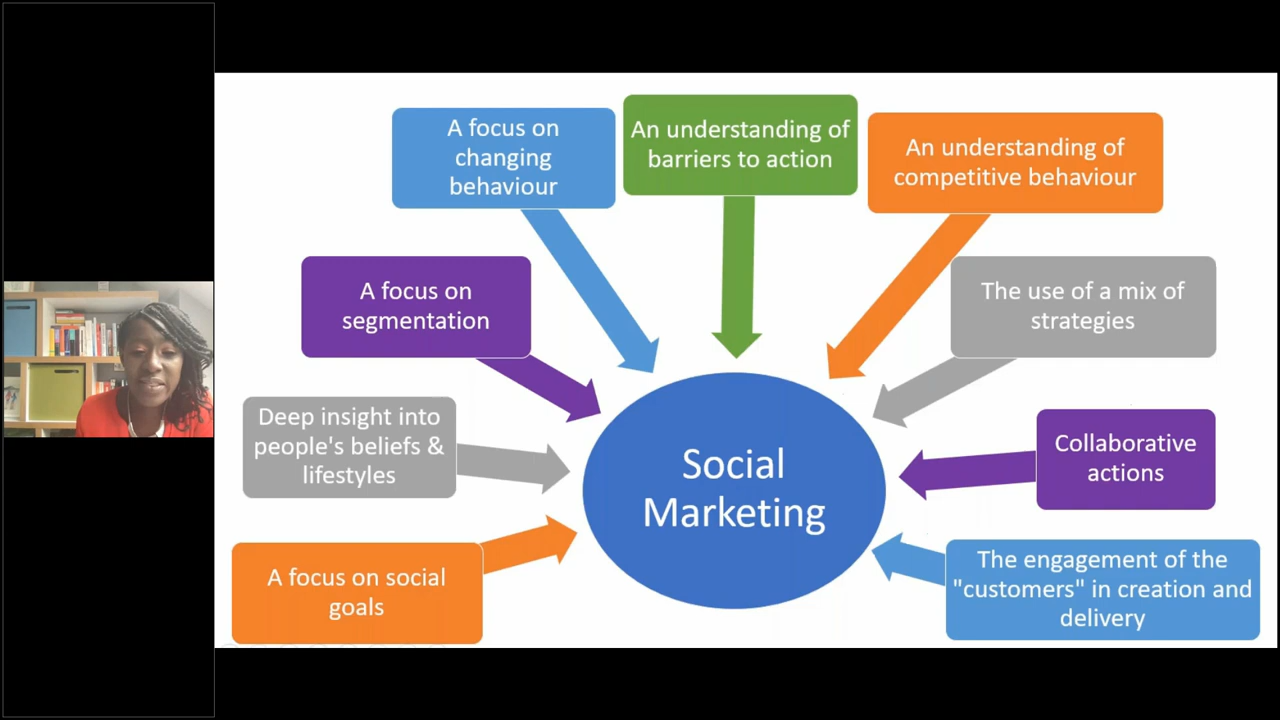 A focus on
changing
behaviour
An understanding of
barriers to action
An understanding of
competitive behaviour
A focus on
segmentation
The use of a mix of
strategies
Deep insight into
people's beliefs &
lifestyles
Collaborative
actions
Social
Marketing
A focus on social
goals
The engagement of the
"customers" in creation and
delivery